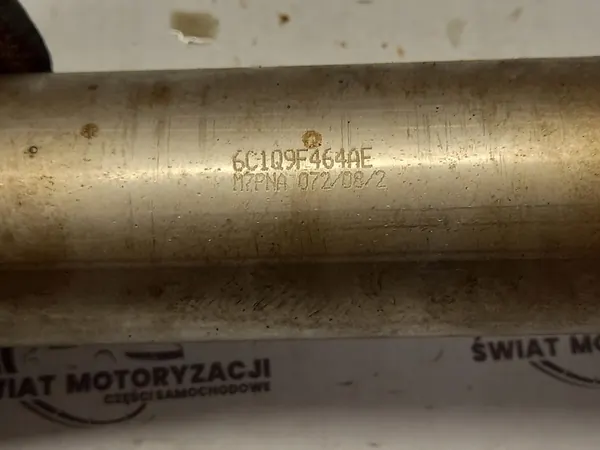 6C1Q9F464AE
M7PNA 072/08/2
ŚWIAT MOTORYZACJI
CZĘŚCI SAMOCHODOWE
ŚWIAT MO